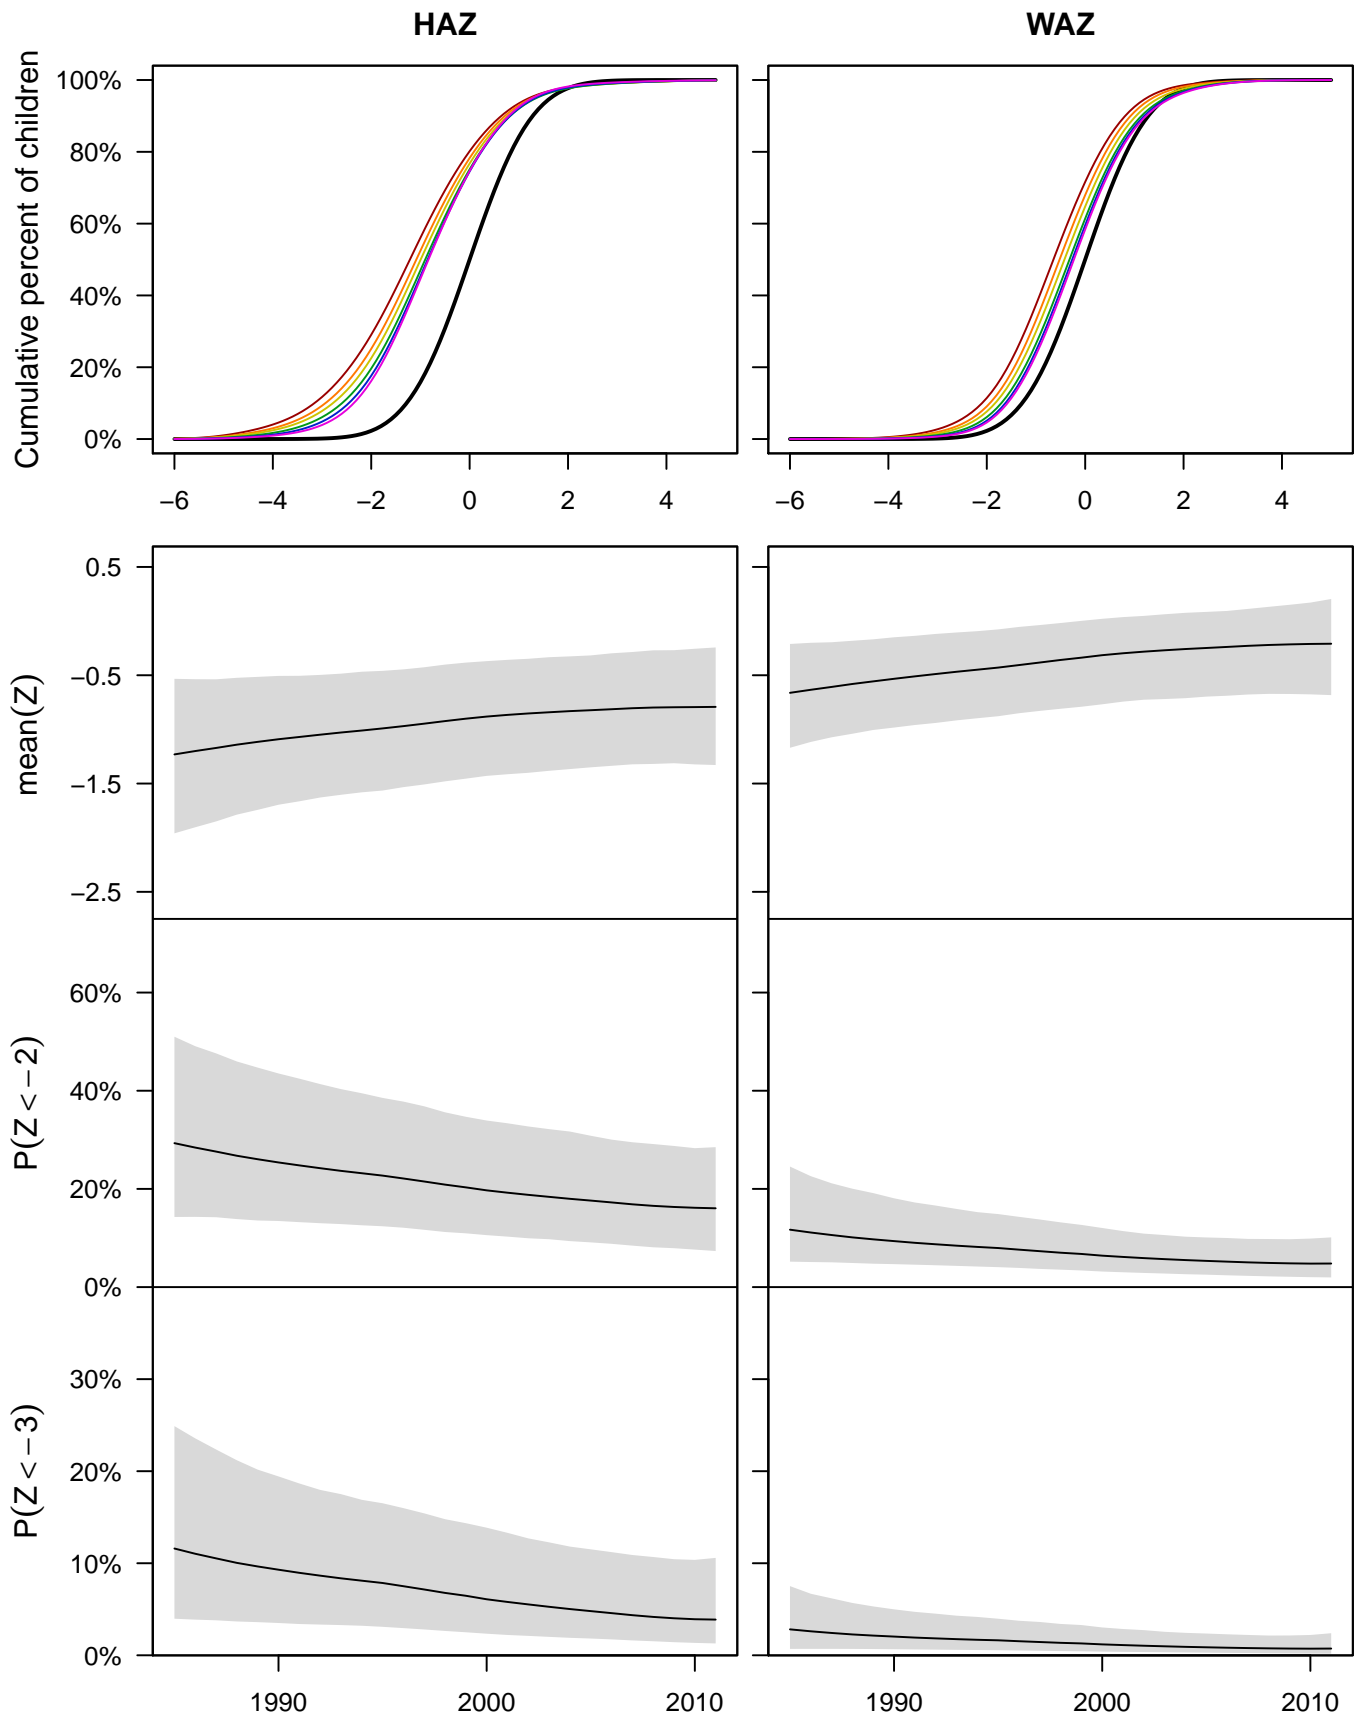 HAZ WAZ
Cumulative percent of children
100%
80%
60%
40%
20%
0%
−6 −4 −2 0 2 4 −6 −4 −2 0 2 4
mean(Z)
0.5
−0.5
−1.5
−2.5
P(Z < −2)
60%
40%
20%
0%
P(Z < −3)
30%
20%
10%
0%
1990 2000 2010 1990 2000 2010